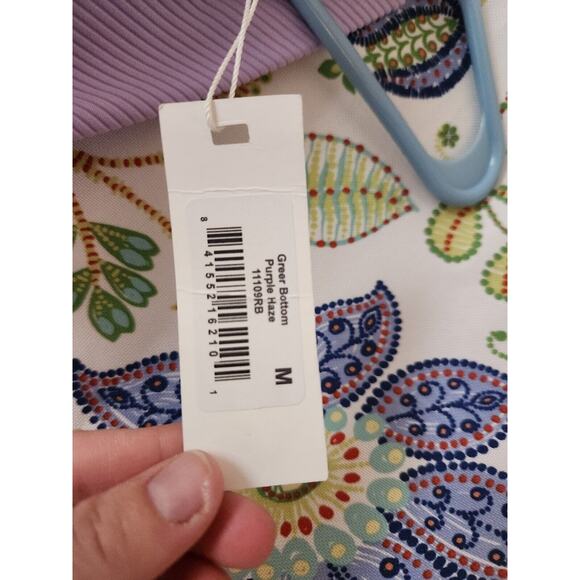 Greer Bottom
Purple Haze
11109RB
M
8 41552 16210 1